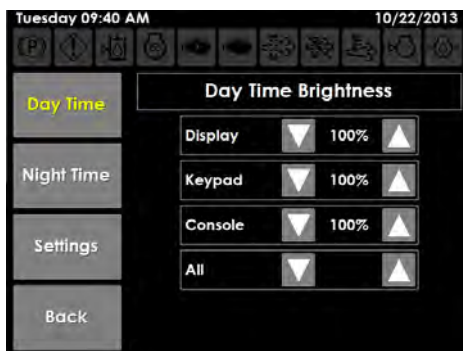 Tuesday 09:40 AM 10/22/2013
(P)
Day Time
Night Time
Settings
Back
Day Time Brightness
Display 100%
Keypad 100%
Console 100%
All